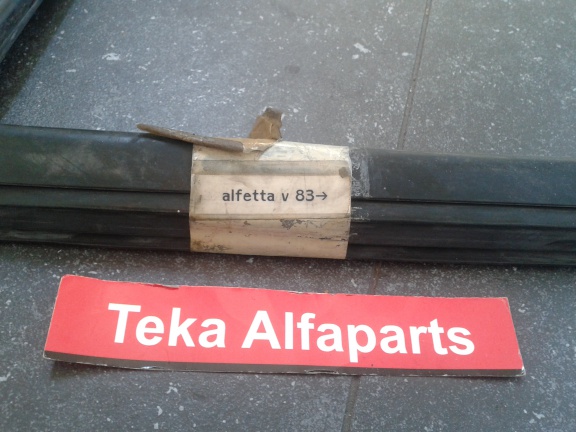 alfetta v 83→
Teka Alfaparts